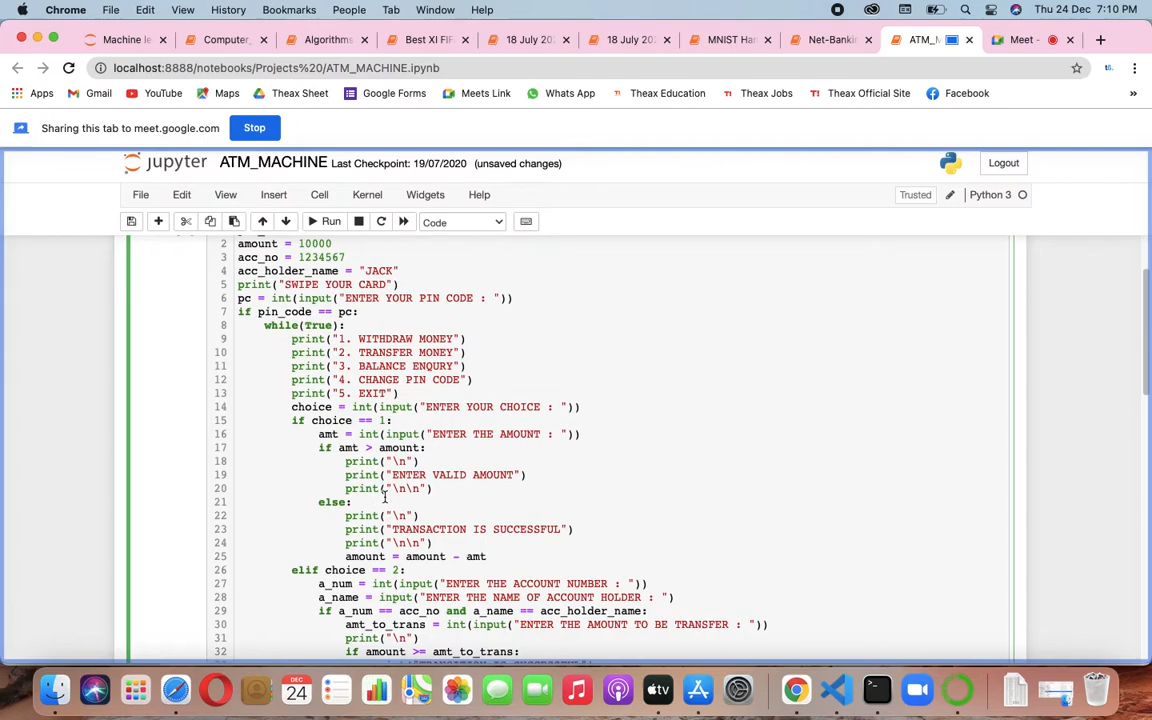 Chrome File Edit View History Bookmarks People Tab Window Help Thu 24 Dec 7:10 PM
Machine le Computer_ Algorithms Best XI FIF 18 July 202 18 July 202 MNIST Han Net-Bankin ATM_M Meet -
localhost:8888/notebooks/Projects%20/ATM_MACHINE.ipynb
Apps Gmail YouTube Maps Theax Sheet Google Forms Meets Link Whats App Theax Education Theax Jobs Theax Official Site Facebook »
Sharing this tab to meet.google.com Stop
jupyter ATM_MACHINE Last Checkpoint: 19/07/2020 (unsaved changes) Logout
File Edit View Insert Cell Kernel Widgets Help Trusted Python 3
Run Code
2 amount = 10000
3 acc_no = 1234567
4 acc_holder_name = "JACK"
5 print("SWIPE YOUR CARD")
6 pc = int(input("ENTER YOUR PIN CODE : "))
7 if pin_code == pc:
8 while(True):
9 print("1. WITHDRAW MONEY")
10 print("2. TRANSFER MONEY")
11 print("3. BALANCE ENQURY")
12 print("4. CHANGE PIN CODE")
13 print("5. EXIT")
14 choice = int(input("ENTER YOUR CHOICE : "))
15 if choice == 1:
16 amt = int(input("ENTER THE AMOUNT : "))
17 if amt > amount:
18 print("\n")
19 print("ENTER VALID AMOUNT")
20 print("\n\n")
21 else:
22 print("\n")
23 print("TRANSACTION IS SUCCESSFUL")
24 print("\n\n")
25 amount = amount - amt
26 elif choice == 2:
27 a_num = int(input("ENTER THE ACCOUNT NUMBER : "))
28 a_name = input("ENTER THE NAME OF ACCOUNT HOLDER : ")
29 if a_num == acc_no and a_name == acc_holder_name:
30 amt_to_trans = int(input("ENTER THE AMOUNT TO BE TRANSFER : "))
31 print("\n")
32 if amount >= amt_to_trans:
DEC
24
tv